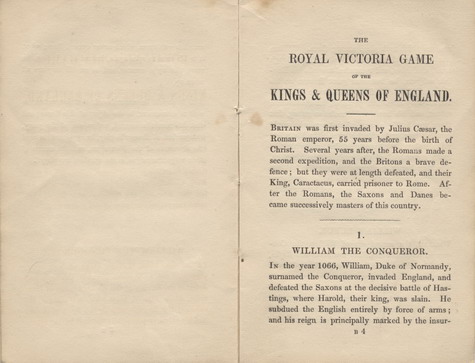 THE
ROYAL VICTORIA GAME
OF THE
KINGS & QUEENS OF ENGLAND.
BRITAIN was first invaded by Julius Cæsar, the
Roman emperor, 55 years before the birth of
Christ. Several years after, the Romans made a
second expedition, and the Britons a brave de-
fence; but they were at length defeated, and their
King, Caractacus, carried prisoner to Rome. Af-
ter the Romans, the Saxons and Danes be-
came successively masters of this country.
1.
WILLIAM THE CONQUEROR.
IN the year 1066, William, Duke of Normandy,
surnamed the Conqueror, invaded England, and
defeated the Saxons at the decisive battle of Has-
tings, where Harold, their king, was slain. He
subdued the English entirely by force of arms;
and his reign is principally marked by the insur-
B 4